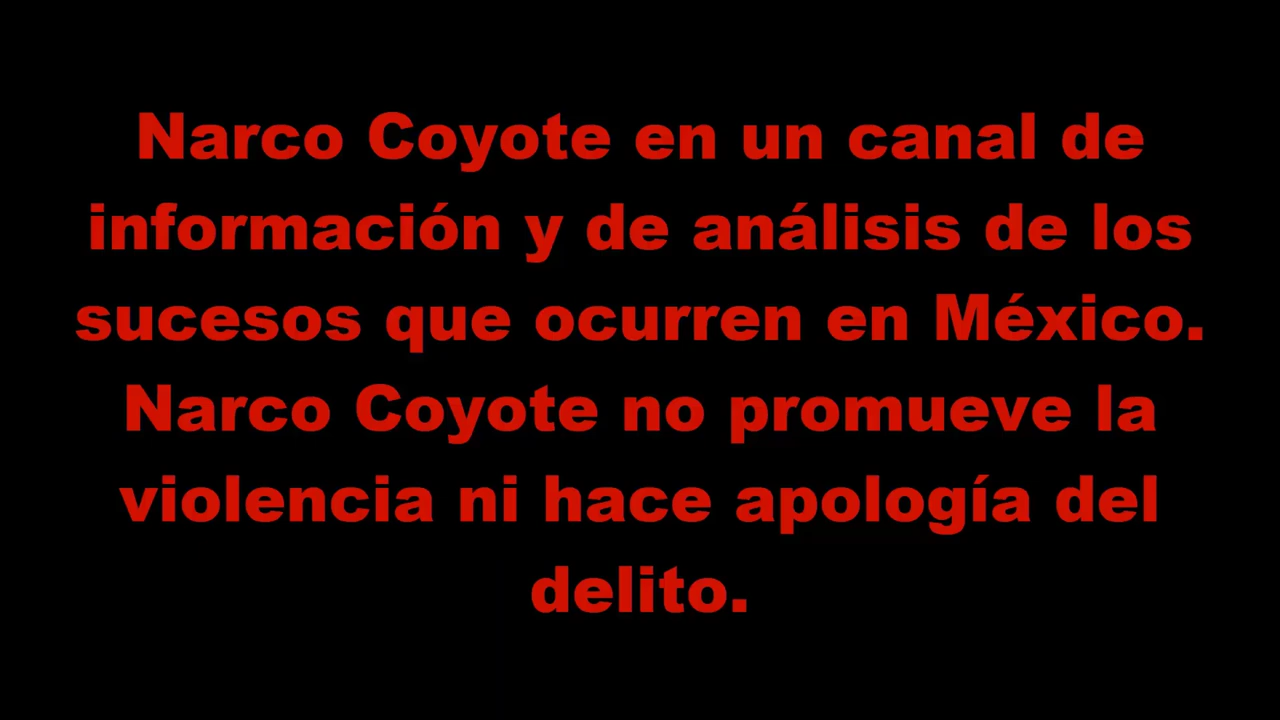 Narco Coyote en un canal de
información y de análisis de los
sucesos que ocurren en México.
Narco Coyote no promueve la
violencia ni hace apología del
delito.